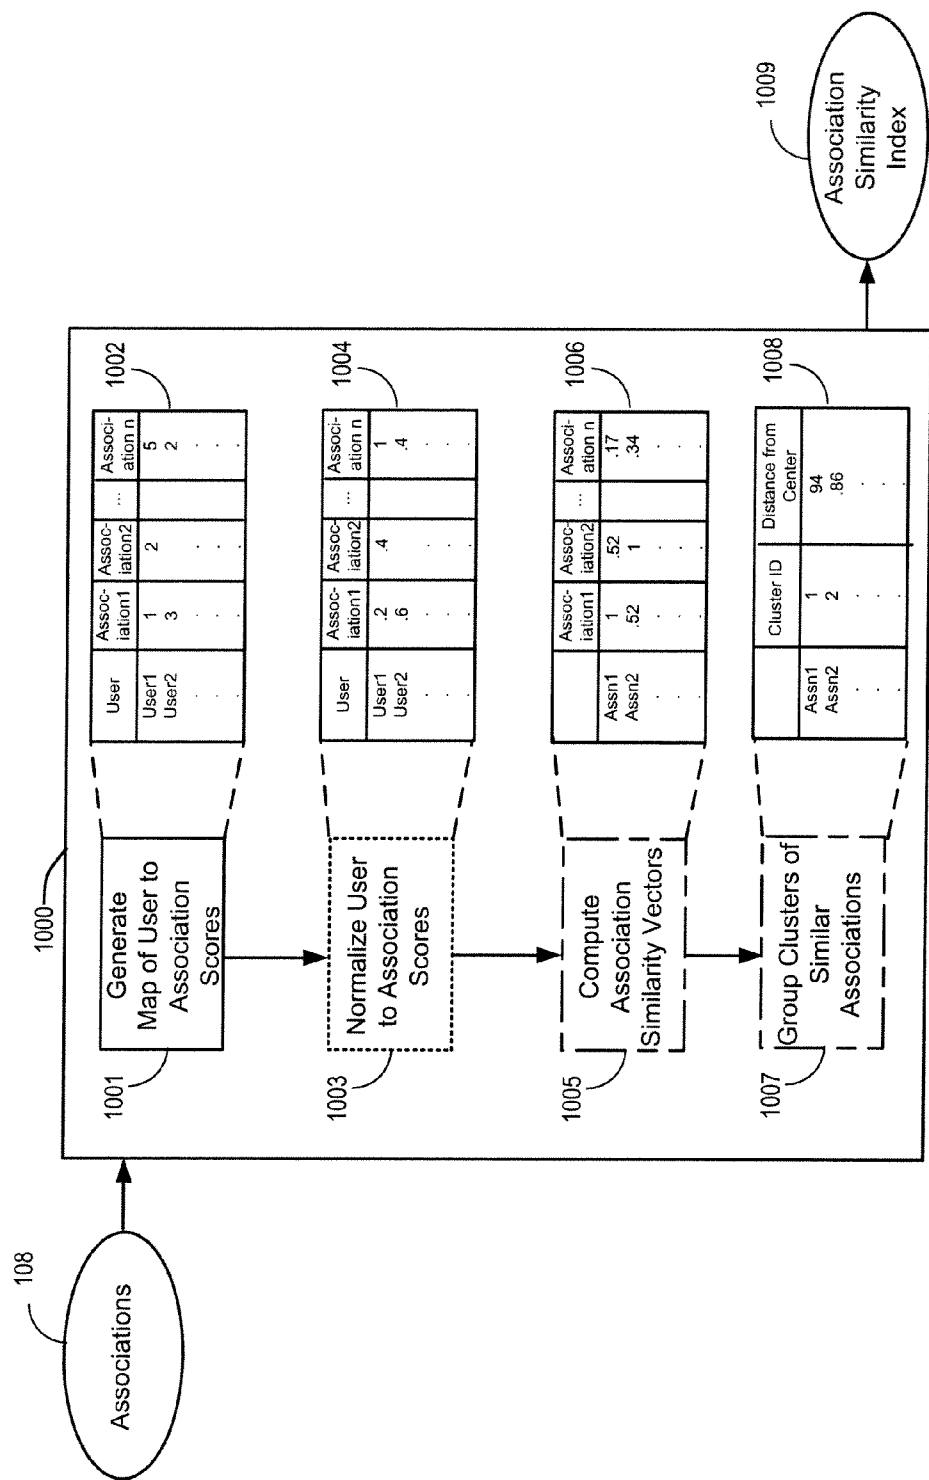 108
Associations
1000
1001
Generate
Map of User to
Association
Scores
1002
User Assoc-iation1 Assoc-iation2 ... Associ-ation n
User1 1 2 5
User2 3 2
1003
Normalize User
to Association
Scores
1004
User Assoc-iation1 Assoc-iation2 ... Associ-ation n
User1 .2 .4 1
User2 .6 .4
1005
Compute
Association
Similarity Vectors
1006
Assoc-iation1 Assoc-iation2 ... Associ-ation n
Assn1 1 .52 .17
Assn2 .52 1 .34
1007
Group Clusters of
Similar
Associations
1008
Cluster ID Distance from Center
Assn1 1 94
Assn2 2 .86
1009
Association
Similarity
Index